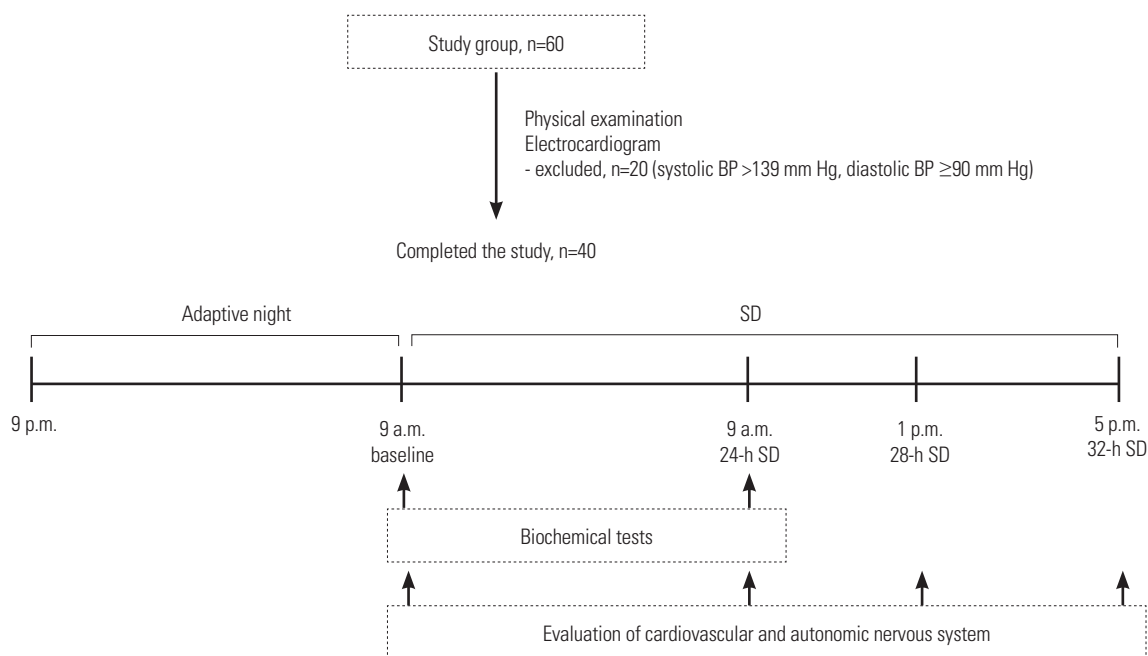 Study group, n=60
Physical examination
Electrocardiogram
- excluded, n=20 (systolic BP >139 mm Hg, diastolic BP ≥90 mm Hg)
Completed the study, n=40
Adaptive night
SD
9 p.m.
9 a.m.
baseline
9 a.m.
24-h SD
1 p.m.
28-h SD
5 p.m.
32-h SD
Biochemical tests
Evaluation of cardiovascular and autonomic nervous system